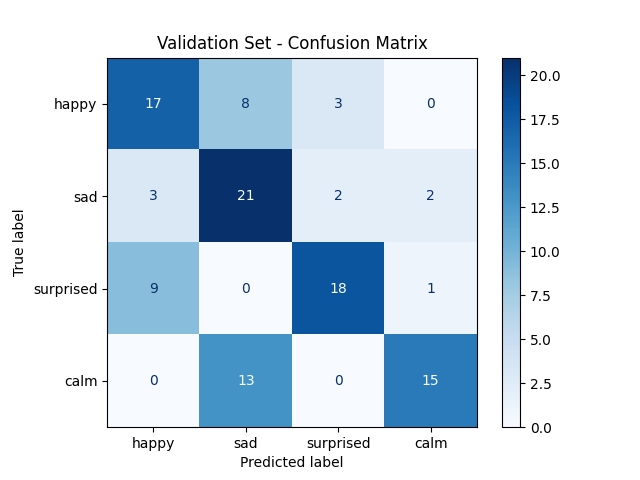 Validation Set - Confusion Matrix
True label
happy 17 8 3 0
sad 3 21 2 2
surprised 9 0 18 1
calm 0 13 0 15
happy sad surprised calm
Predicted label
20.0
17.5
15.0
12.5
10.0
7.5
5.0
2.5
0.0